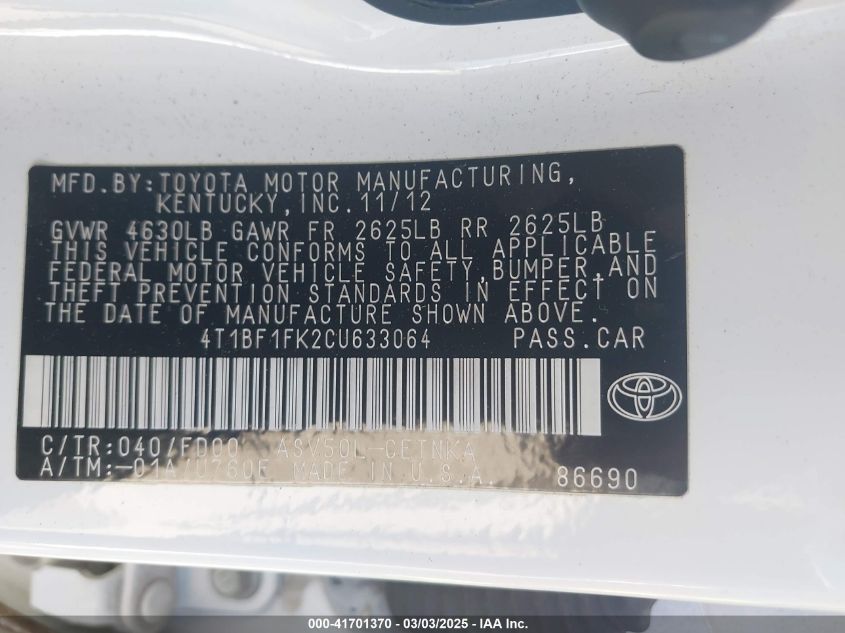 MFD.BY:TOYOTA MOTOR MANUFACTURING,
KENTUCKY,INC.11/12
GVWR 4630LB GAWR FR 2625LB RR 2625LB
THIS VEHICLE CONFORMS TO ALL APPLICABLE
FEDERAL MOTOR VEHICLE SAFETY,BUMPER,AND
THEFT PREVENTION STANDARDS IN EFFECT ON
THE DATE OF MANUFACTURE SHOWN ABOVE.
4T1BF1FK2CU633064 PASS.CAR
C/TR:040/FD00 ASV50L-CETNKA
A/TM:-01A/U760E MADE IN U.S.A. 86690
000-41701370 - 03/03/2025 - IAA Inc.